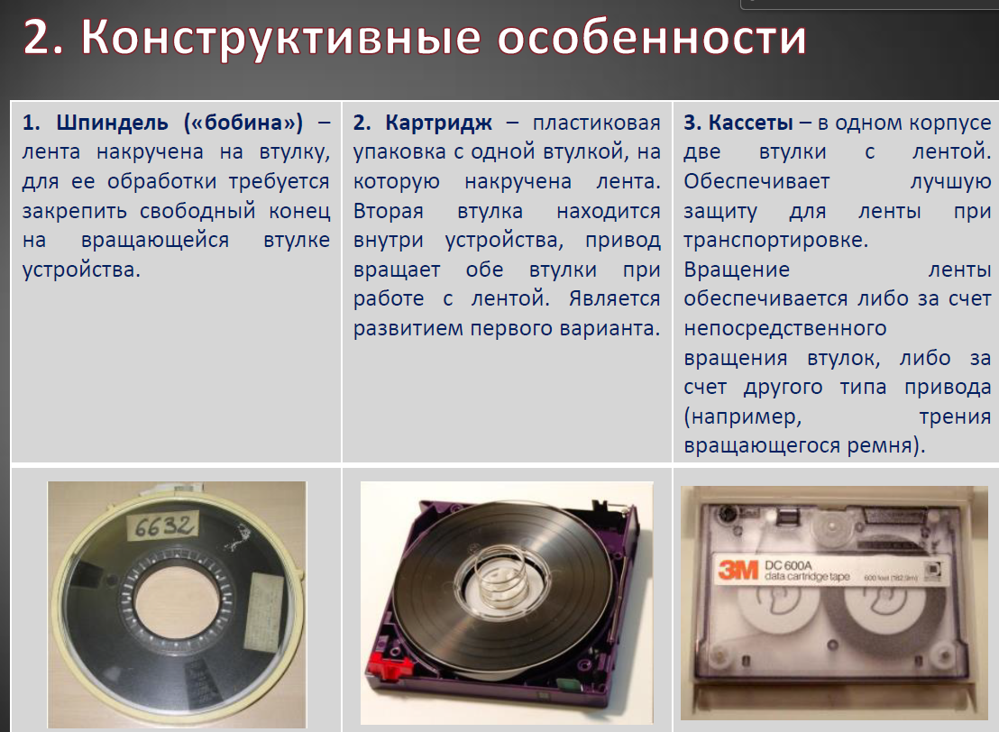 2. Конструктивные особенности
1. Шпиндель («бобина») –
лента накручена на втулку,
для ее обработки требуется
закрепить свободный конец
на вращающейся втулке
устройства.
2. Картридж – пластиковая
упаковка с одной втулкой, на
которую накручена лента.
Вторая втулка находится
внутри устройства, привод
вращает обе втулки при
работе с лентой. Является
развитием первого варианта.
3. Кассеты – в одном корпусе
две втулки с лентой.
Обеспечивает лучшую
защиту для ленты при
транспортировке.
Вращение ленты
обеспечивается либо за счет
непосредственного
вращения втулок, либо за
счет другого типа привода
(например, трения
вращающегося ремня).
6632
3M DC 600A
data cartridge tape 600 feet (182,9m)